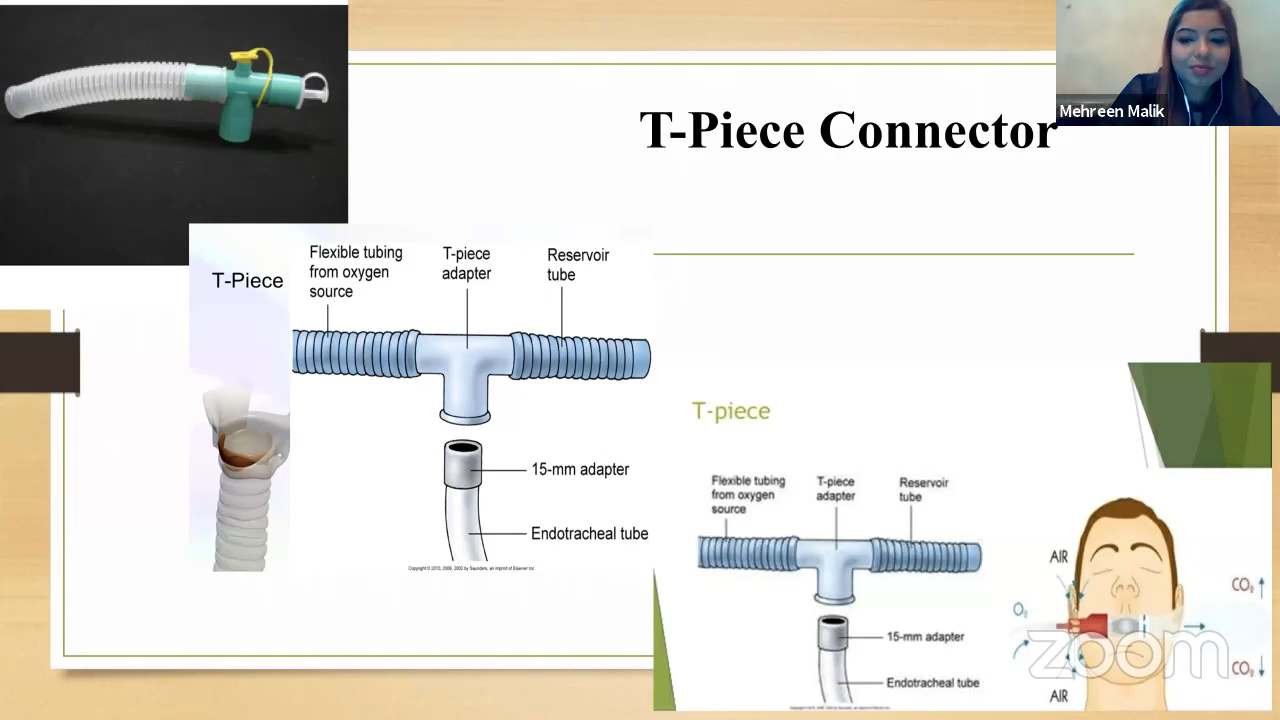 Mehreen Malik
T-Piece Connector
T-Piece
Flexible tubing
from oxygen
source
T-piece
adapter
Reservoir
tube
15-mm adapter
Endotracheal tube
Copyright © 2010, 2006, 2002 by Saunders, an imprint of Elsevier Inc.
T-piece
Flexible tubing
from oxygen
source
T-piece
adapter
Reservoir
tube
15-mm adapter
Endotracheal tube
AIR
O₂
CO₂
CO₂
AIR
zoom